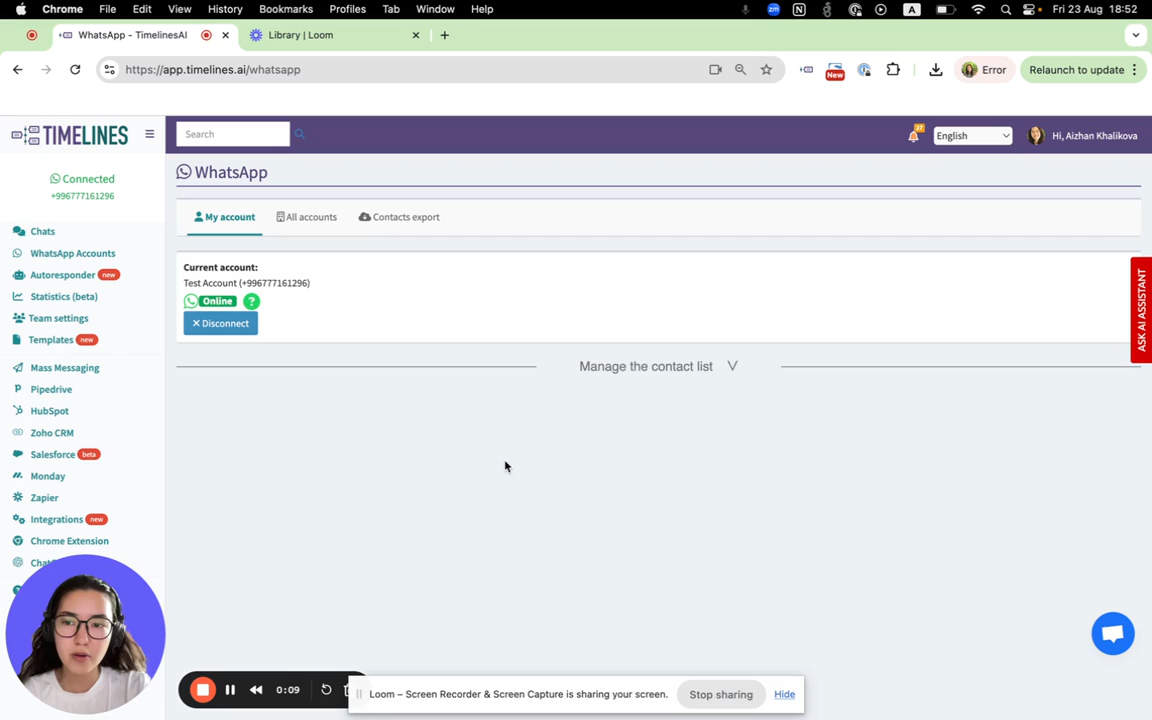 Chrome File Edit View History Bookmarks Profiles Tab Window Help zm A Fri 23 Aug 18:52
WhatsApp - TimelinesAI
Library | Loom
https://app.timelines.ai/whatsapp
New
Error
Relaunch to update
TIMELINES
Search
27
English
Hi, Aizhan Khalikova
Connected
+996777161296
WhatsApp
My account
All accounts
Contacts export
Chats
WhatsApp Accounts
Autoresponder new
Statistics (beta)
Team settings
Templates new
Mass Messaging
Pipedrive
HubSpot
Zoho CRM
Salesforce beta
Monday
Zapier
Integrations new
Chrome Extension
Current account:
Test Account (+996777161296)
Online ?
Disconnect
Manage the contact list
ASK AI ASSISTANT
0:09
Loom – Screen Recorder & Screen Capture is sharing your screen.
Stop sharing
Hide